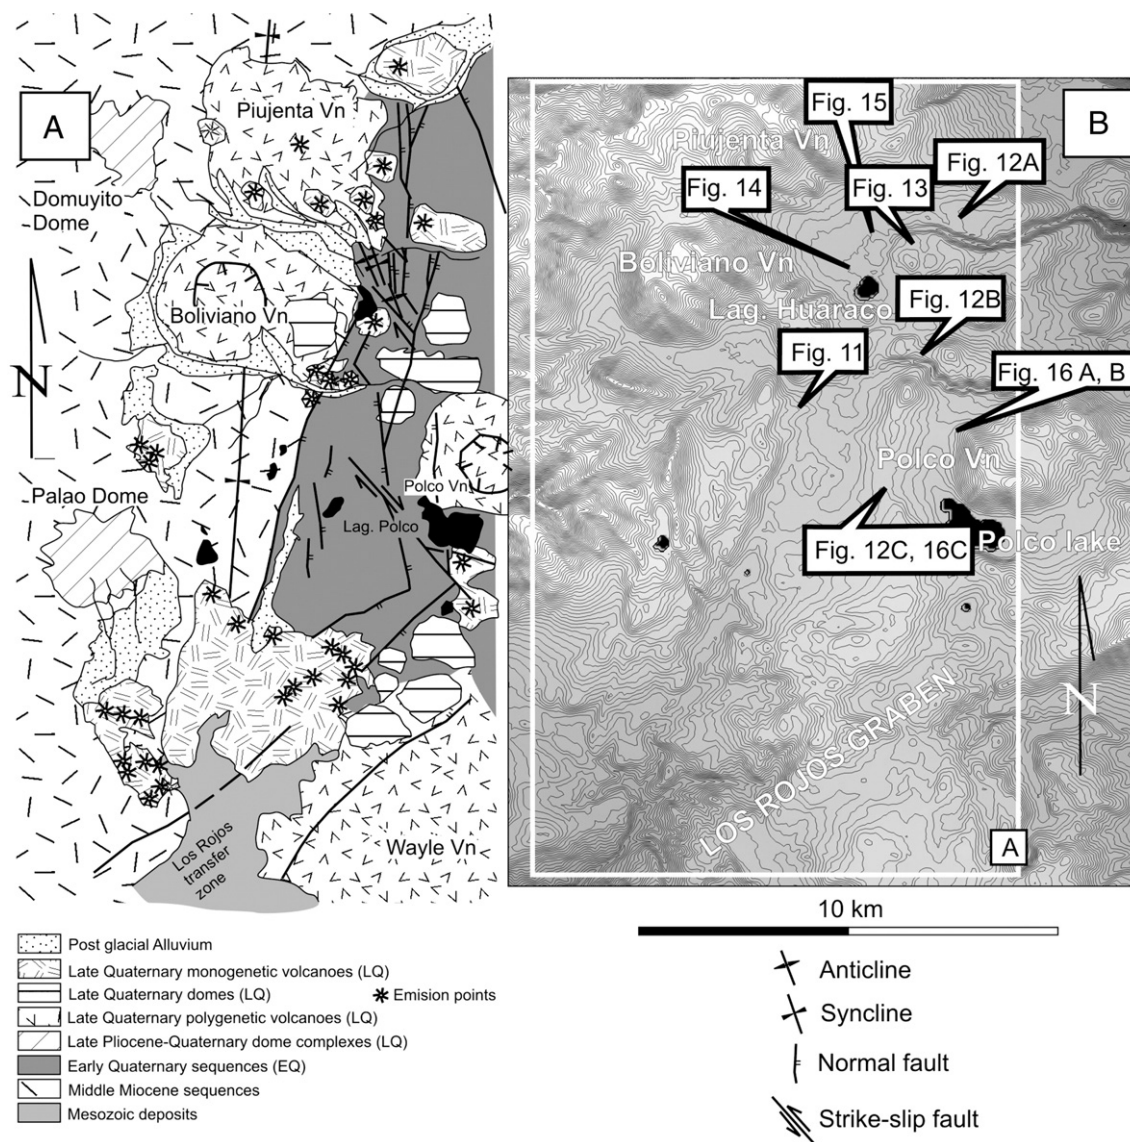 A
Piujenta Vn
Domuyito
Dome
Boliviano Vn
N
Palao Dome
Polco Vn
Lag. Polco
Los Rojos
transfer
zone
Wayle Vn
Post glacial Alluvium
Late Quaternary monogenetic volcanoes (LQ)
Late Quaternary domes (LQ)
Emision points
Late Quaternary polygenetic volcanoes (LQ)
Late Pliocene-Quaternary dome complexes (LQ)
Early Quaternary sequences (EQ)
Middle Miocene sequences
Mesozoic deposits
B
Fig. 15
Piujenta Vn
Fig. 12A
Fig. 14
Fig. 13
Boliviano Vn
Lag. Huaraco
Fig. 12B
Fig. 11
Fig. 16 A, B
Polco Vn
Fig. 12C, 16C
Polco lake
LOS ROJOS GRABEN
N
A
10 km
Anticline
Syncline
Normal fault
Strike-slip fault